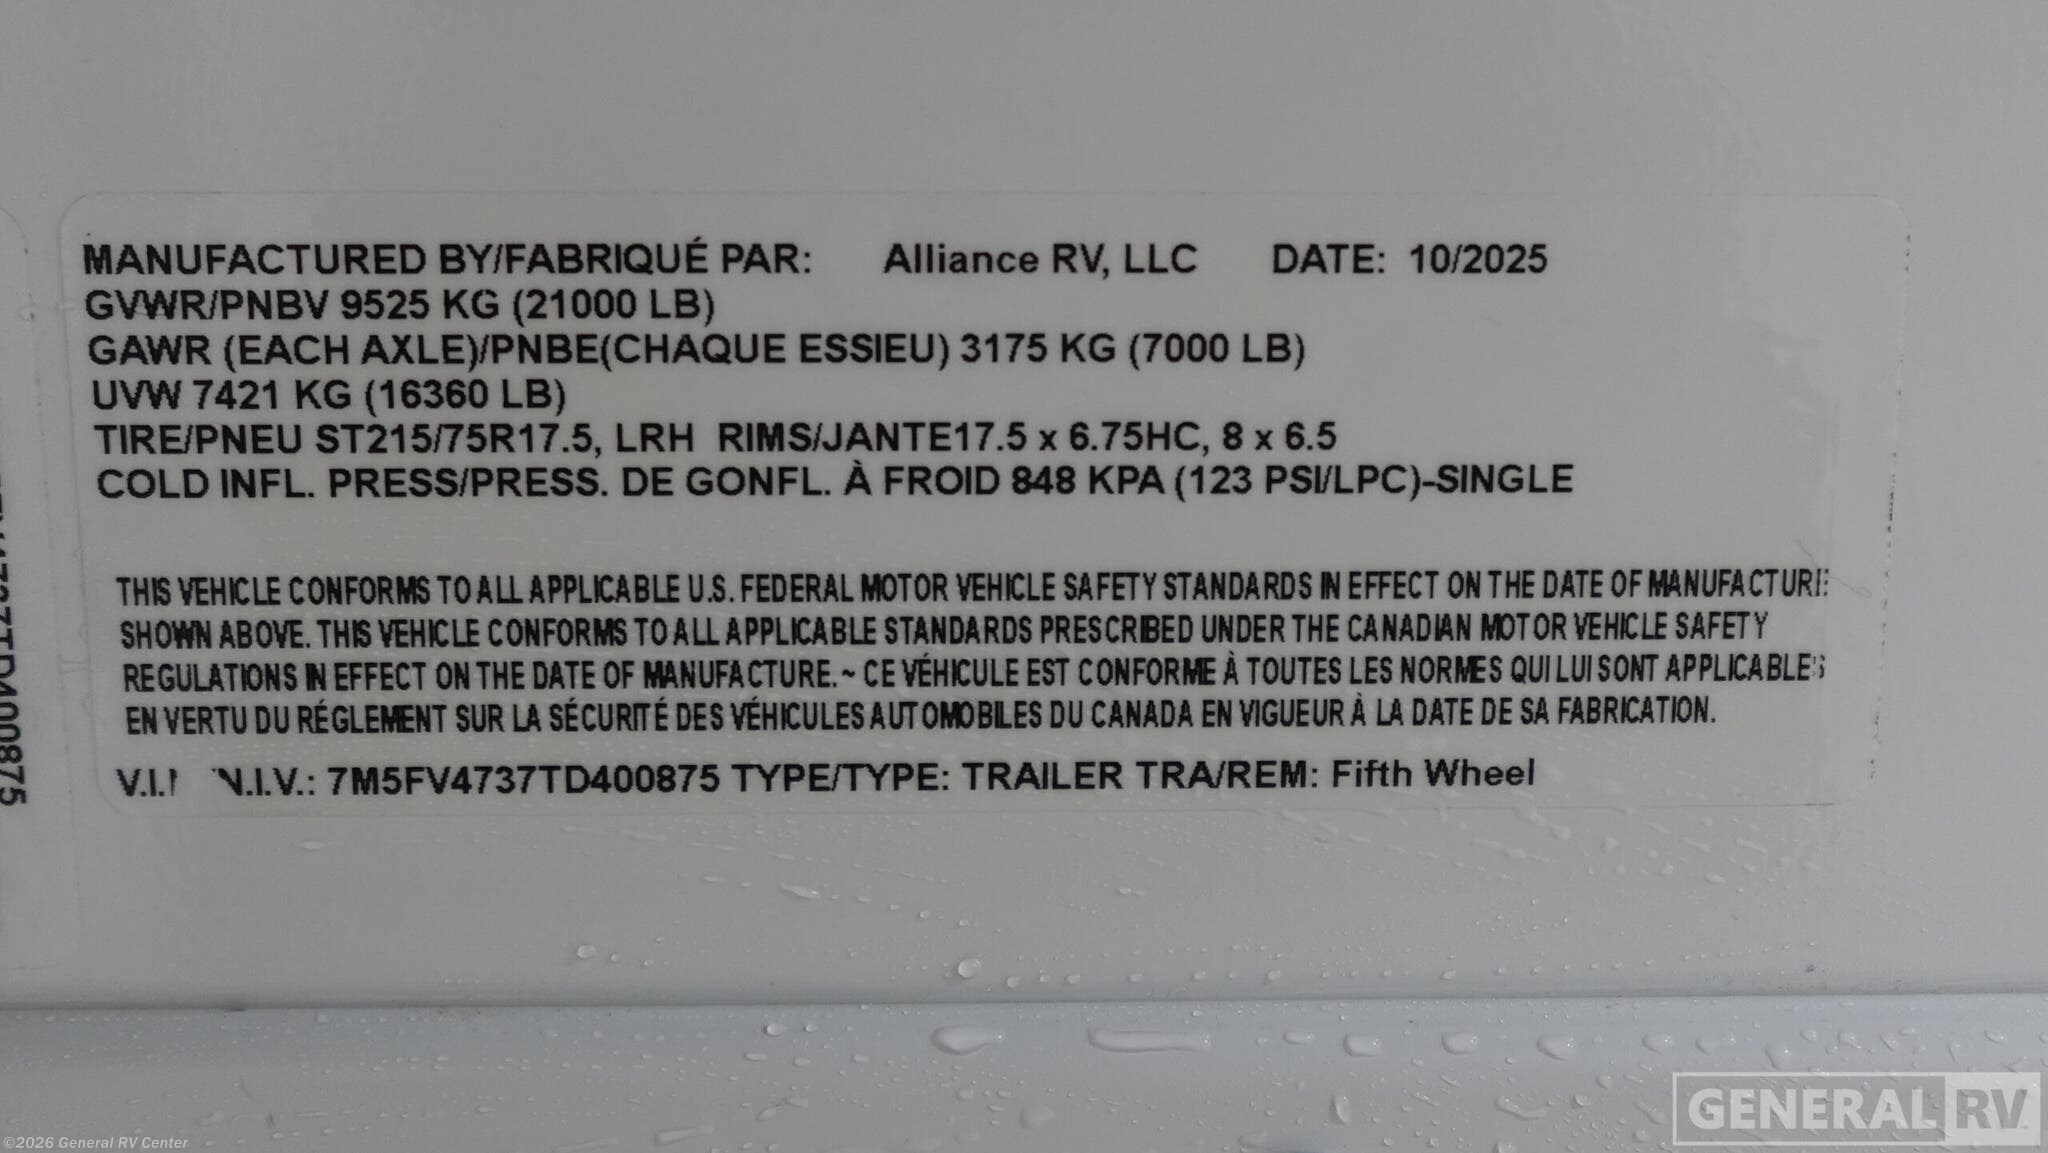 MANUFACTURED BY/FABRIQUÉ PAR: Alliance RV, LLC DATE: 10/2025
GVWR/PNBV 9525 KG (21000 LB)
GAWR (EACH AXLE)/PNBE(CHAQUE ESSIEU) 3175 KG (7000 LB)
UVW 7421 KG (16360 LB)
TIRE/PNEU ST215/75R17.5, LRH RIMS/JANTE17.5 x 6.75HC, 8 x 6.5
COLD INFL. PRESS/PRESS. DE GONFL. À FROID 848 KPA (123 PSI/LPC)-SINGLE
THIS VEHICLE CONFORMS TO ALL APPLICABLE U.S. FEDERAL MOTOR VEHICLE SAFETY STANDARDS IN EFFECT ON THE DATE OF MANUFACTURE
SHOWN ABOVE. THIS VEHICLE CONFORMS TO ALL APPLICABLE STANDARDS PRESCRIBED UNDER THE CANADIAN MOTOR VEHICLE SAFETY
REGULATIONS IN EFFECT ON THE DATE OF MANUFACTURE. ~ CE VÉHICULE EST CONFORME À TOUTES LES NORMES QUI LUI SONT APPLICABLES
EN VERTU DU RÉGLEMENT SUR LA SÉCURITÉ DES VÉHICULES AUTOMOBILES DU CANADA EN VIGUEUR À LA DATE DE SA FABRICATION.
V.I.N N.I.V.: 7M5FV4737TD400875 TYPE/TYPE: TRAILER TRA/REM: Fifth Wheel
GENERAL RV
©2026 General RV Center